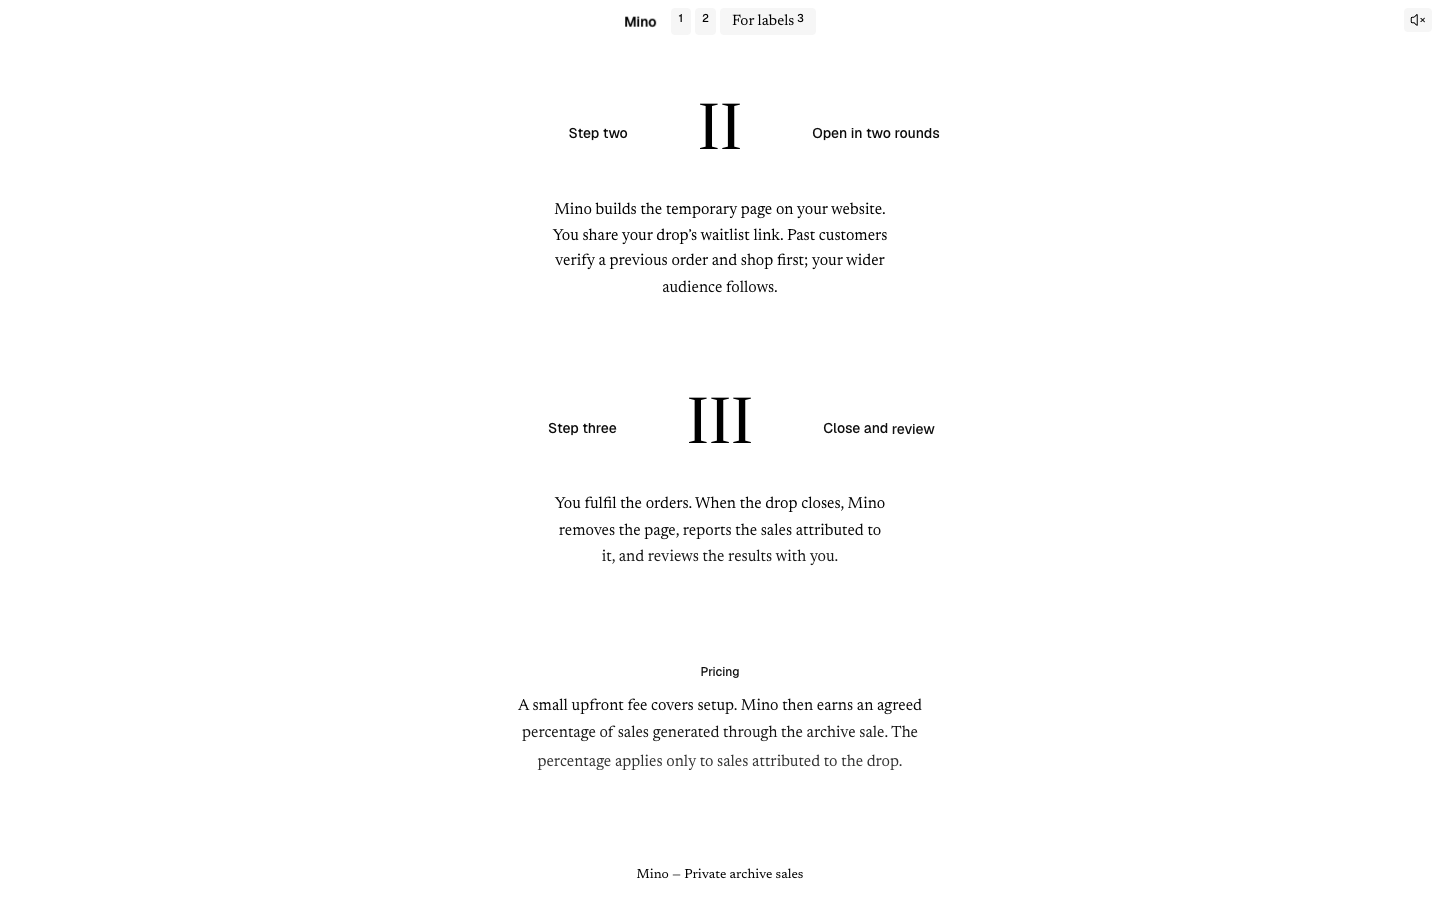 Mino 1 2 For labels 3
Step two II Open in two rounds
Mino builds the temporary page on your website.
You share your drop's waitlist link. Past customers
verify a previous order and shop first; your wider
audience follows.
Step three III Close and review
You fulfil the orders. When the drop closes, Mino
removes the page, reports the sales attributed to
it, and reviews the results with you.
Pricing
A small upfront fee covers setup. Mino then earns an agreed
percentage of sales generated through the archive sale. The
percentage applies only to sales attributed to the drop.
Mino – Private archive sales